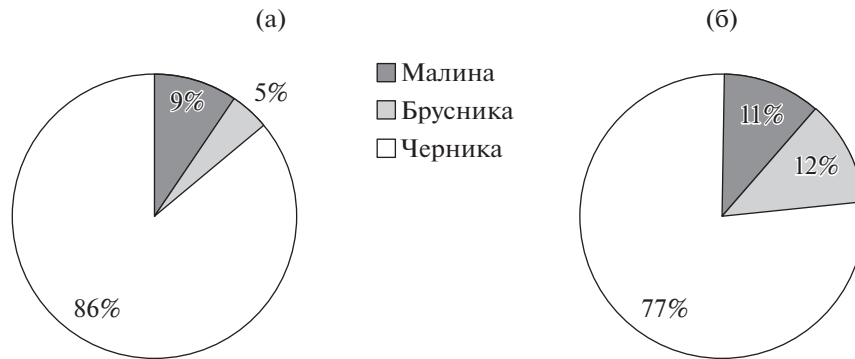 (а)
(б)
Малина
Брусника
Черника
9%
5%
86%
11%
12%
77%